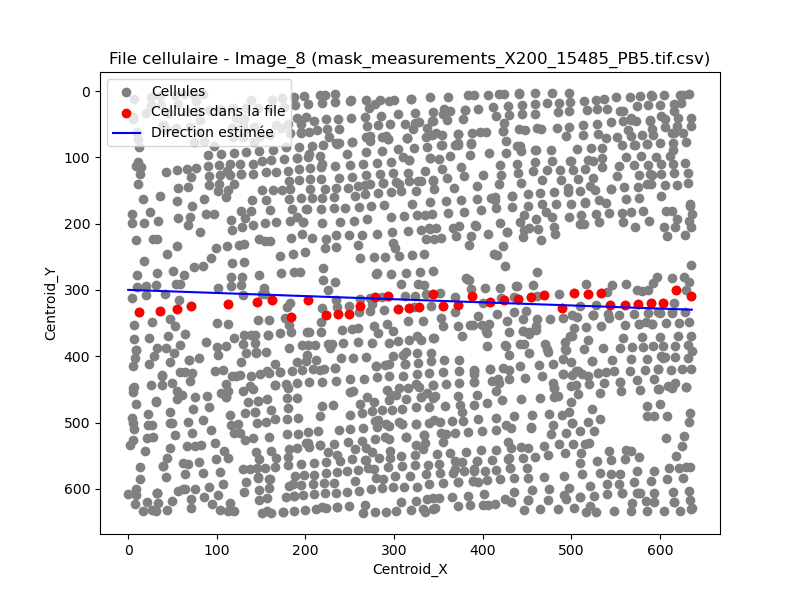 File cellulaire - Image_8 (mask_measurements_X200_15485_PB5.tif.csv)
Cellules
Cellules dans la file
Direction estimée
0
100
200
300
400
500
600
Centroid_Y
0 100 200 300 400 500 600
Centroid_X